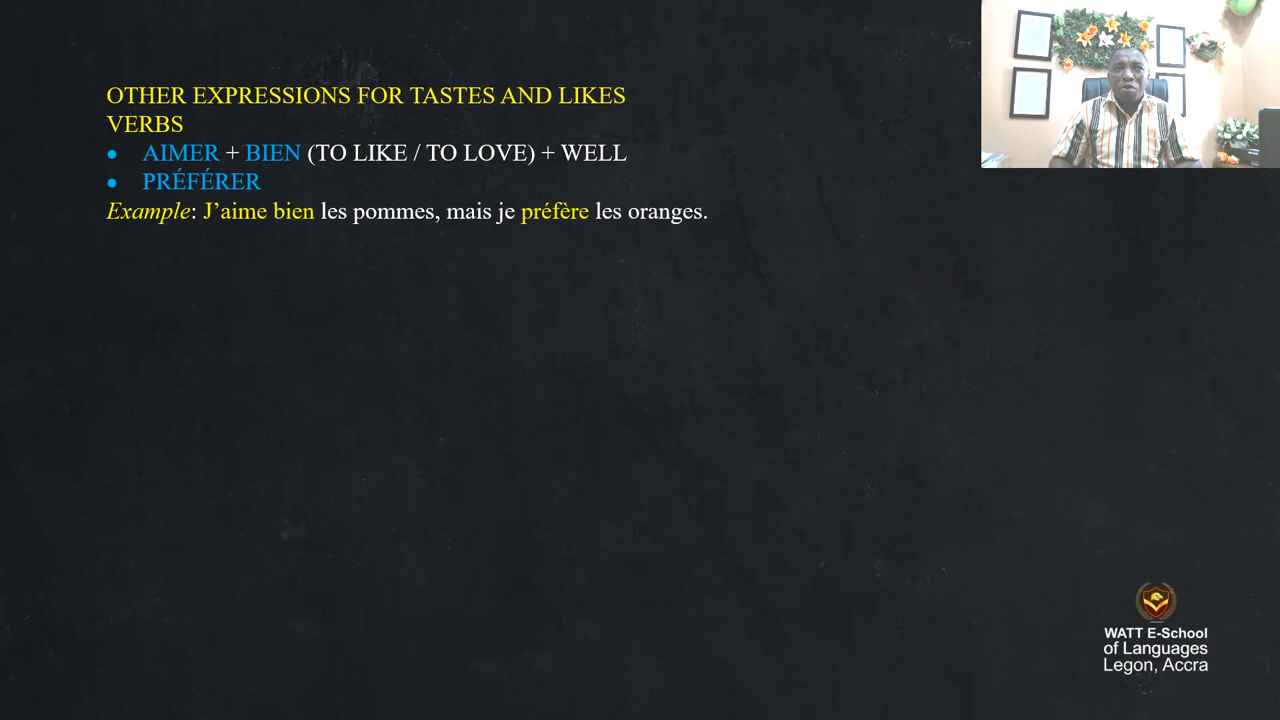 OTHER EXPRESSIONS FOR TASTES AND LIKES
VERBS
• AIMER + BIEN (TO LIKE / TO LOVE) + WELL
• PRÉFÉRER
Example: J’aime bien les pommes, mais je préfère les oranges.
WATT E-School
of Languages
Legon, Accra